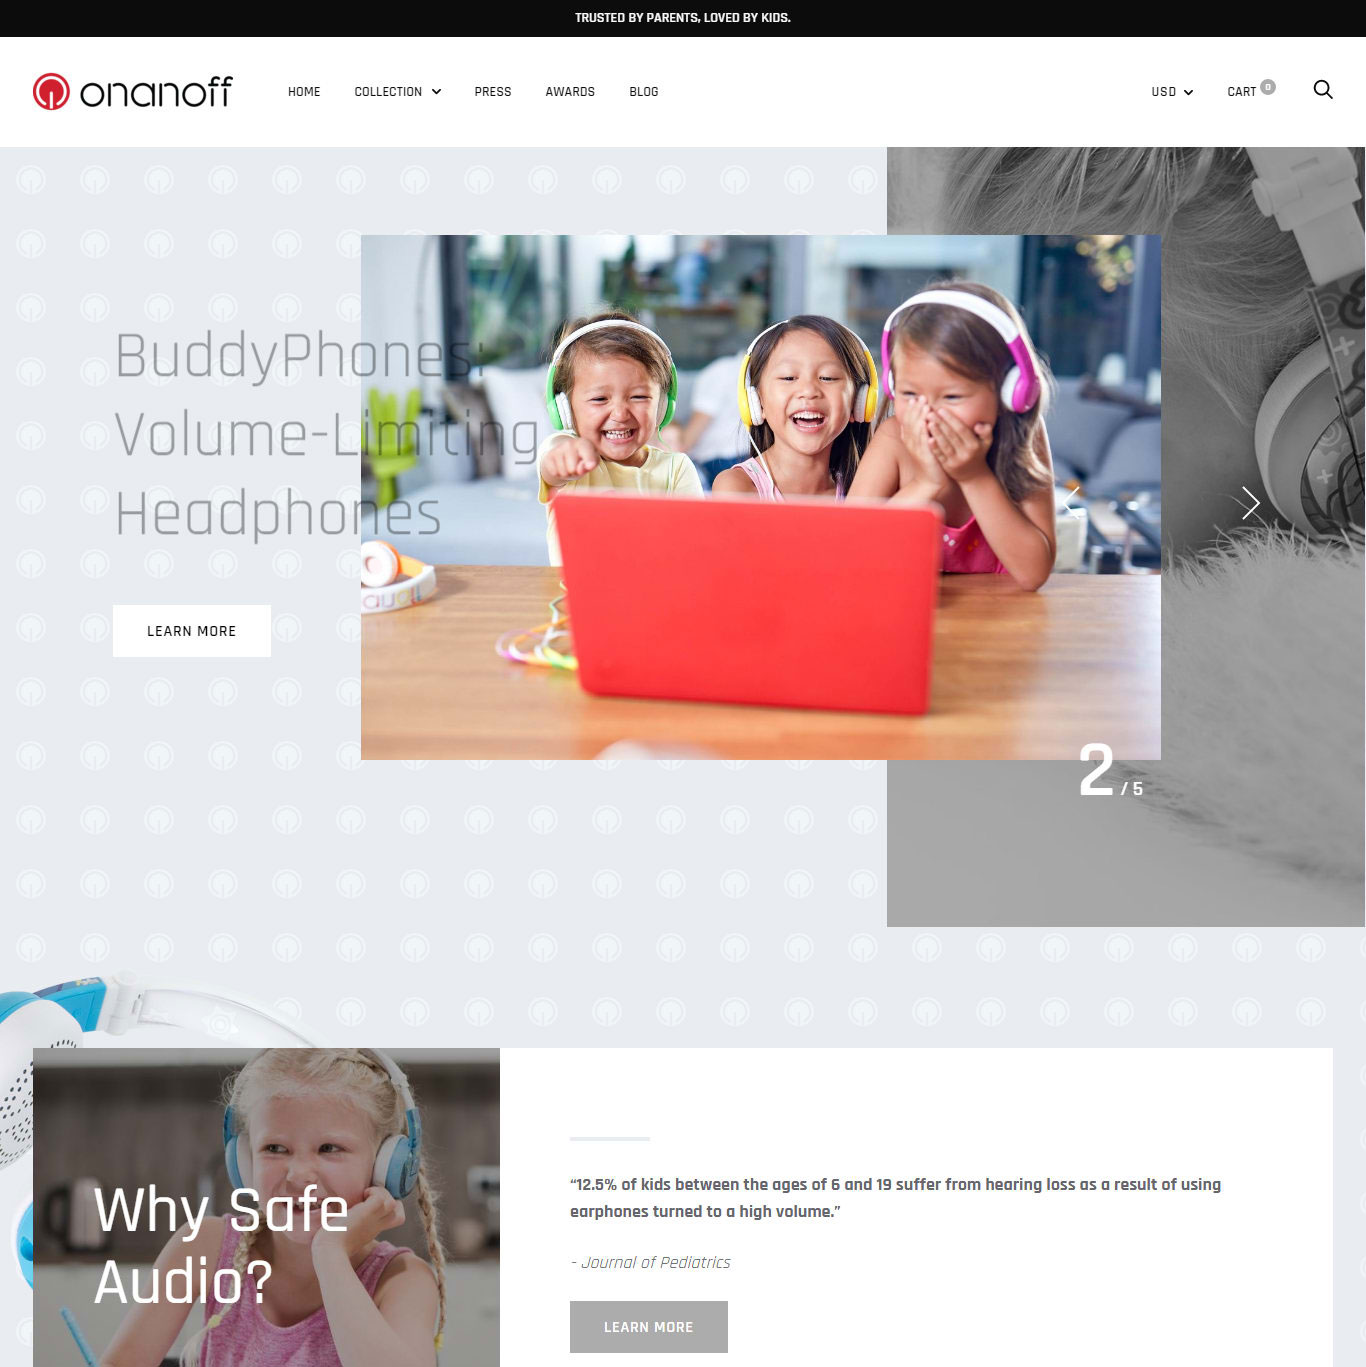 TRUSTED BY PARENTS, LOVED BY KIDS.
onanoff
HOME
COLLECTION
PRESS
AWARDS
BLOG
USD
CART
0
BuddyPhones:
Volume-Limiting
Headphones
LEARN MORE
2 / 5
Why Safe
Audio?
“12.5% of kids between the ages of 6 and 19 suffer from hearing loss as a result of using
earphones turned to a high volume.”
- Journal of Pediatrics
LEARN MORE